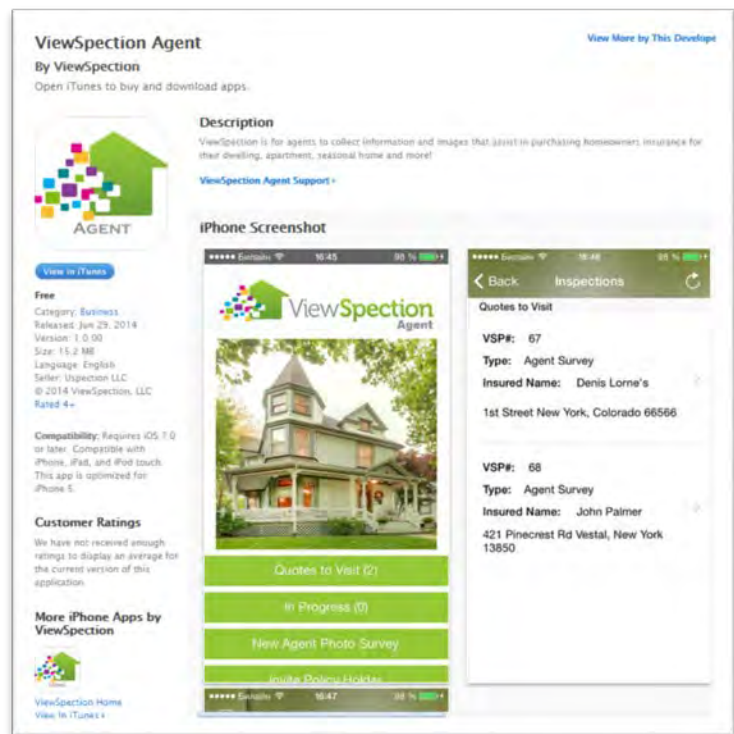 ViewSpection Agent
View More by This Develope
By ViewSpection
Open iTunes to buy and download apps.
AGENT
View in iTunes
Free
Category: Business
Released: Jun 29, 2014
Version: 1.0.00
Size: 15.2 MB
Language: English
Seller: Uspection LLC
© 2014 ViewSpection, LLC
Rated 4+
Compatibility: Requires iOS 7.0
or later. Compatible with
iPhone, iPad, and iPod touch.
This app is optimized for
iPhone 5.
Customer Ratings
We have not received enough
ratings to display an average for
the current version of this
application.
More iPhone Apps by
ViewSpection
ViewSpection Home
View In iTunes
Description
ViewSpection is for agents to collect information and images that assist in purchasing homeowners insurance for
their dwelling, apartment, seasonal home and more!
ViewSpection Agent Support
iPhone Screenshot
16:45
98 %
ViewSpection
Agent
Quotes to Visit (2)
In Progress (0)
New Agent Photo Survey
Invite Policy Holder
16:47
98 %
16:46
98 %
Back
Inspections
Quotes to Visit
VSP#: 67
Type: Agent Survey
Insured Name: Denis Lorne's
1st Street New York, Colorado 66566
VSP#: 68
Type: Agent Survey
Insured Name: John Palmer
421 Pinecrest Rd Vestal, New York
13850